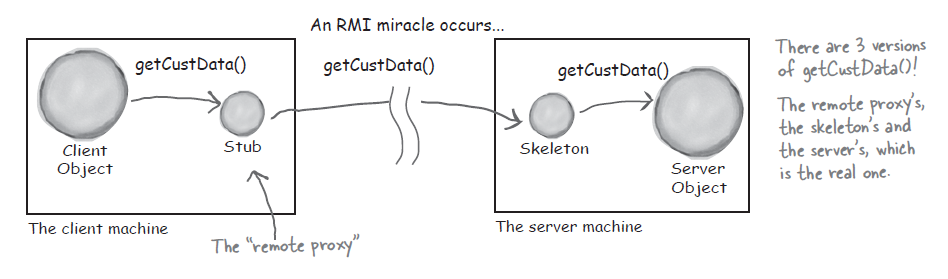 An RMI miracle occurs...
getCustData()
getCustData()
getCustData()
Client
Object
Stub
Skeleton
Server
Object
The client machine
The server machine
The "remote proxy"
There are 3 versions
of getCustData()!
The remote proxy's,
the skeleton's and
the server's, which
is the real one.